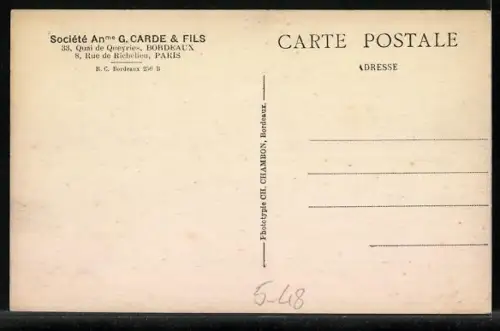 Société Anme G. CARDE & FILS
33, Quai de Queyries, BORDEAUX
8, Rue de Richelieu, PARIS
R. C. Bordeaux 250 B
CARTE POSTALE
ADRESSE
Phototypie CH. CHAMBON, Bordeaux.
5-48